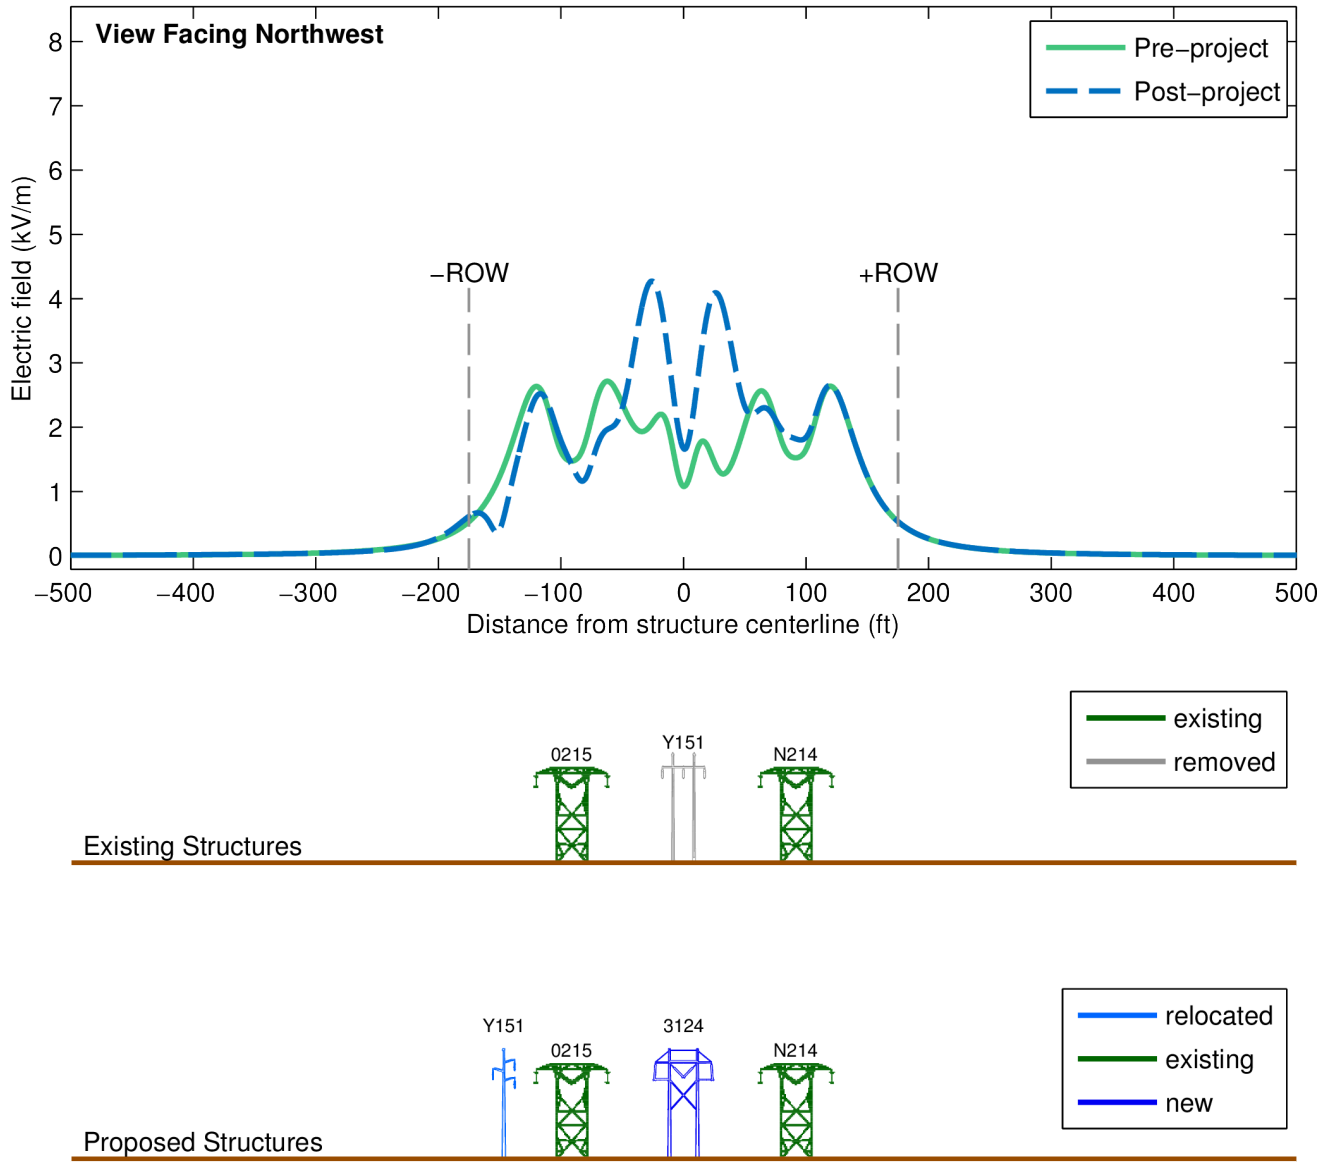 View Facing Northwest
Pre−project
Post−project
8
7
6
5
4
3
2
1
0
Electric field (kV/m)
−ROW
+ROW
−500 −400 −300 −200 −100 0 100 200 300 400 500
Distance from structure centerline (ft)
existing
removed
0215 Y151 N214
Existing Structures
relocated
existing
new
Y151 0215 3124 N214
Proposed Structures